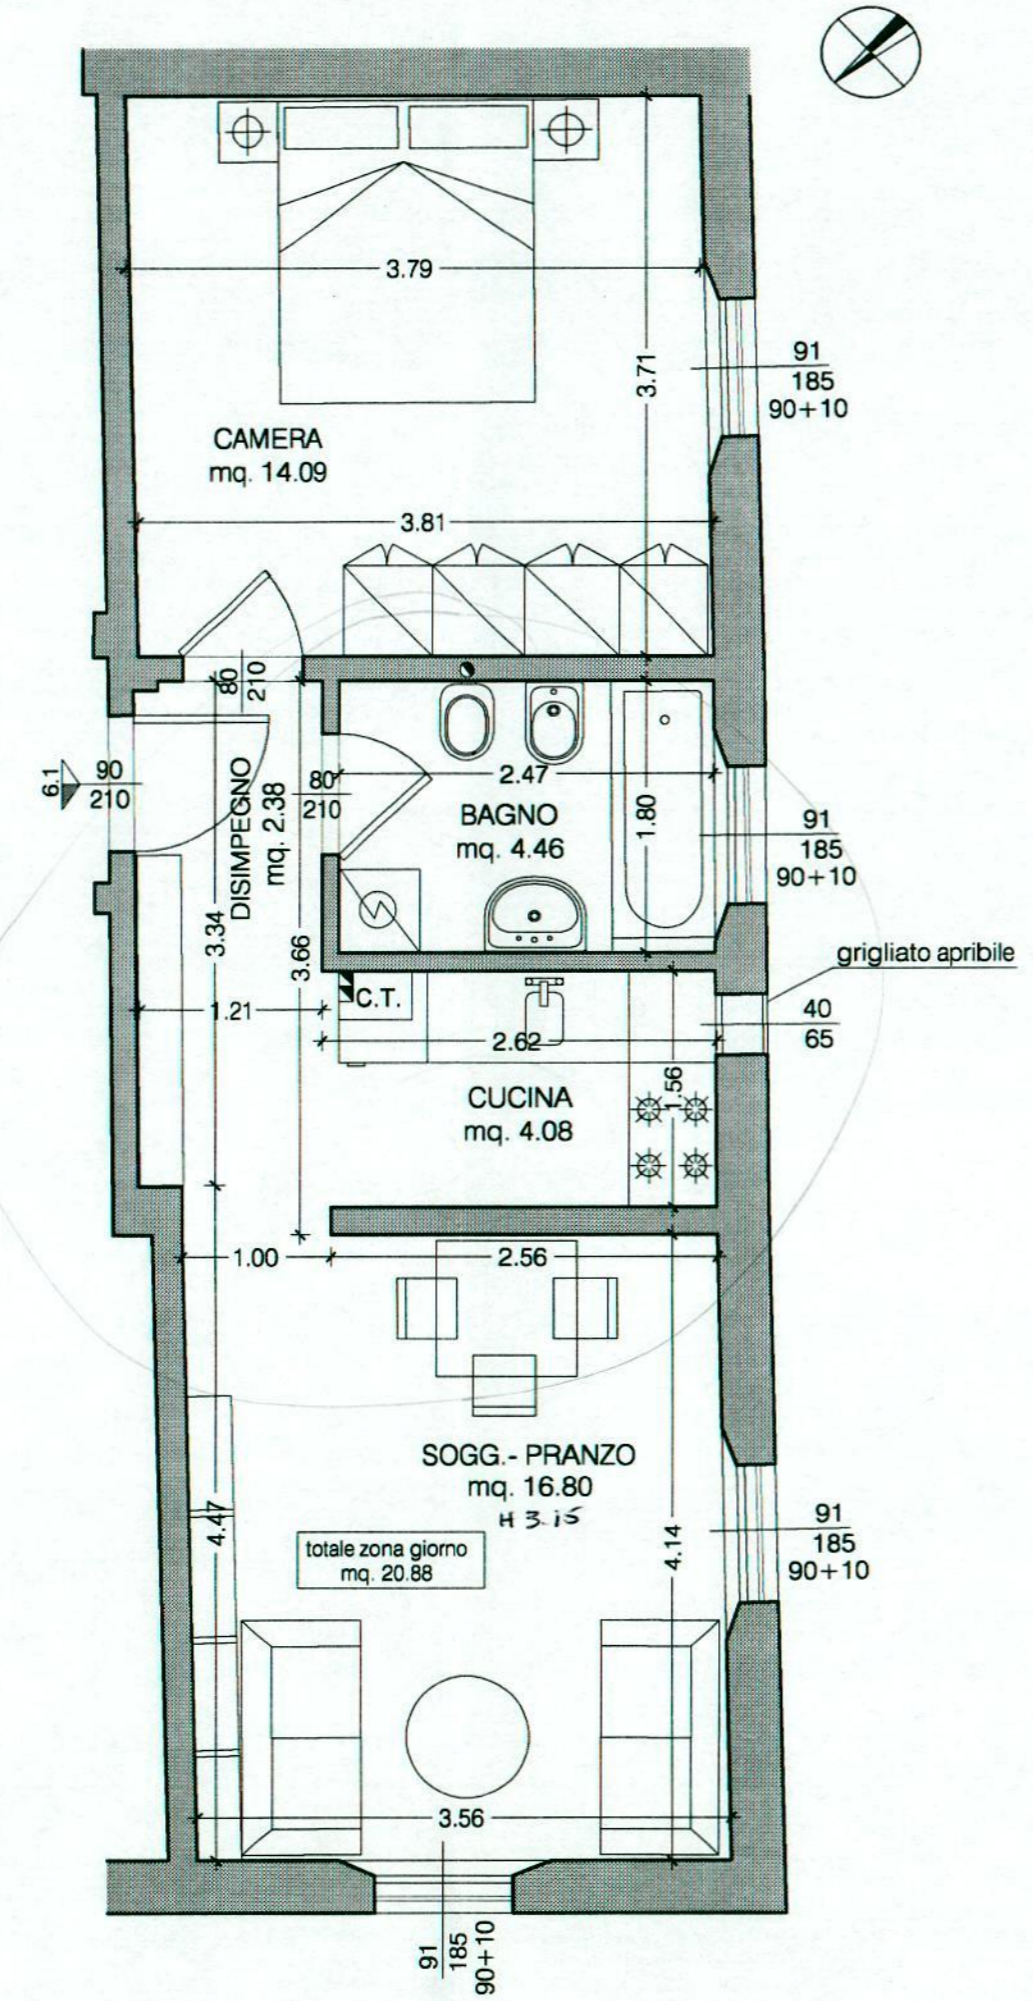 3.79
3.71
91
185
90+10
CAMERA
mq. 14.09
3.81
80
210
6.1
90
210
DISIMPEGNO
mq. 2.38
80
210
2.47
BAGNO
mq. 4.46
1.80
91
185
90+10
3.34
3.66
grigliato apribile
C.T.
1.21
2.62
40
65
1.56
CUCINA
mq. 4.08
1.00
2.56
SOGG.- PRANZO
mq. 16.80
H 3.15
4.47
4.14
91
185
90+10
totale zona giorno
mq. 20.88
3.56
91
185
90+10